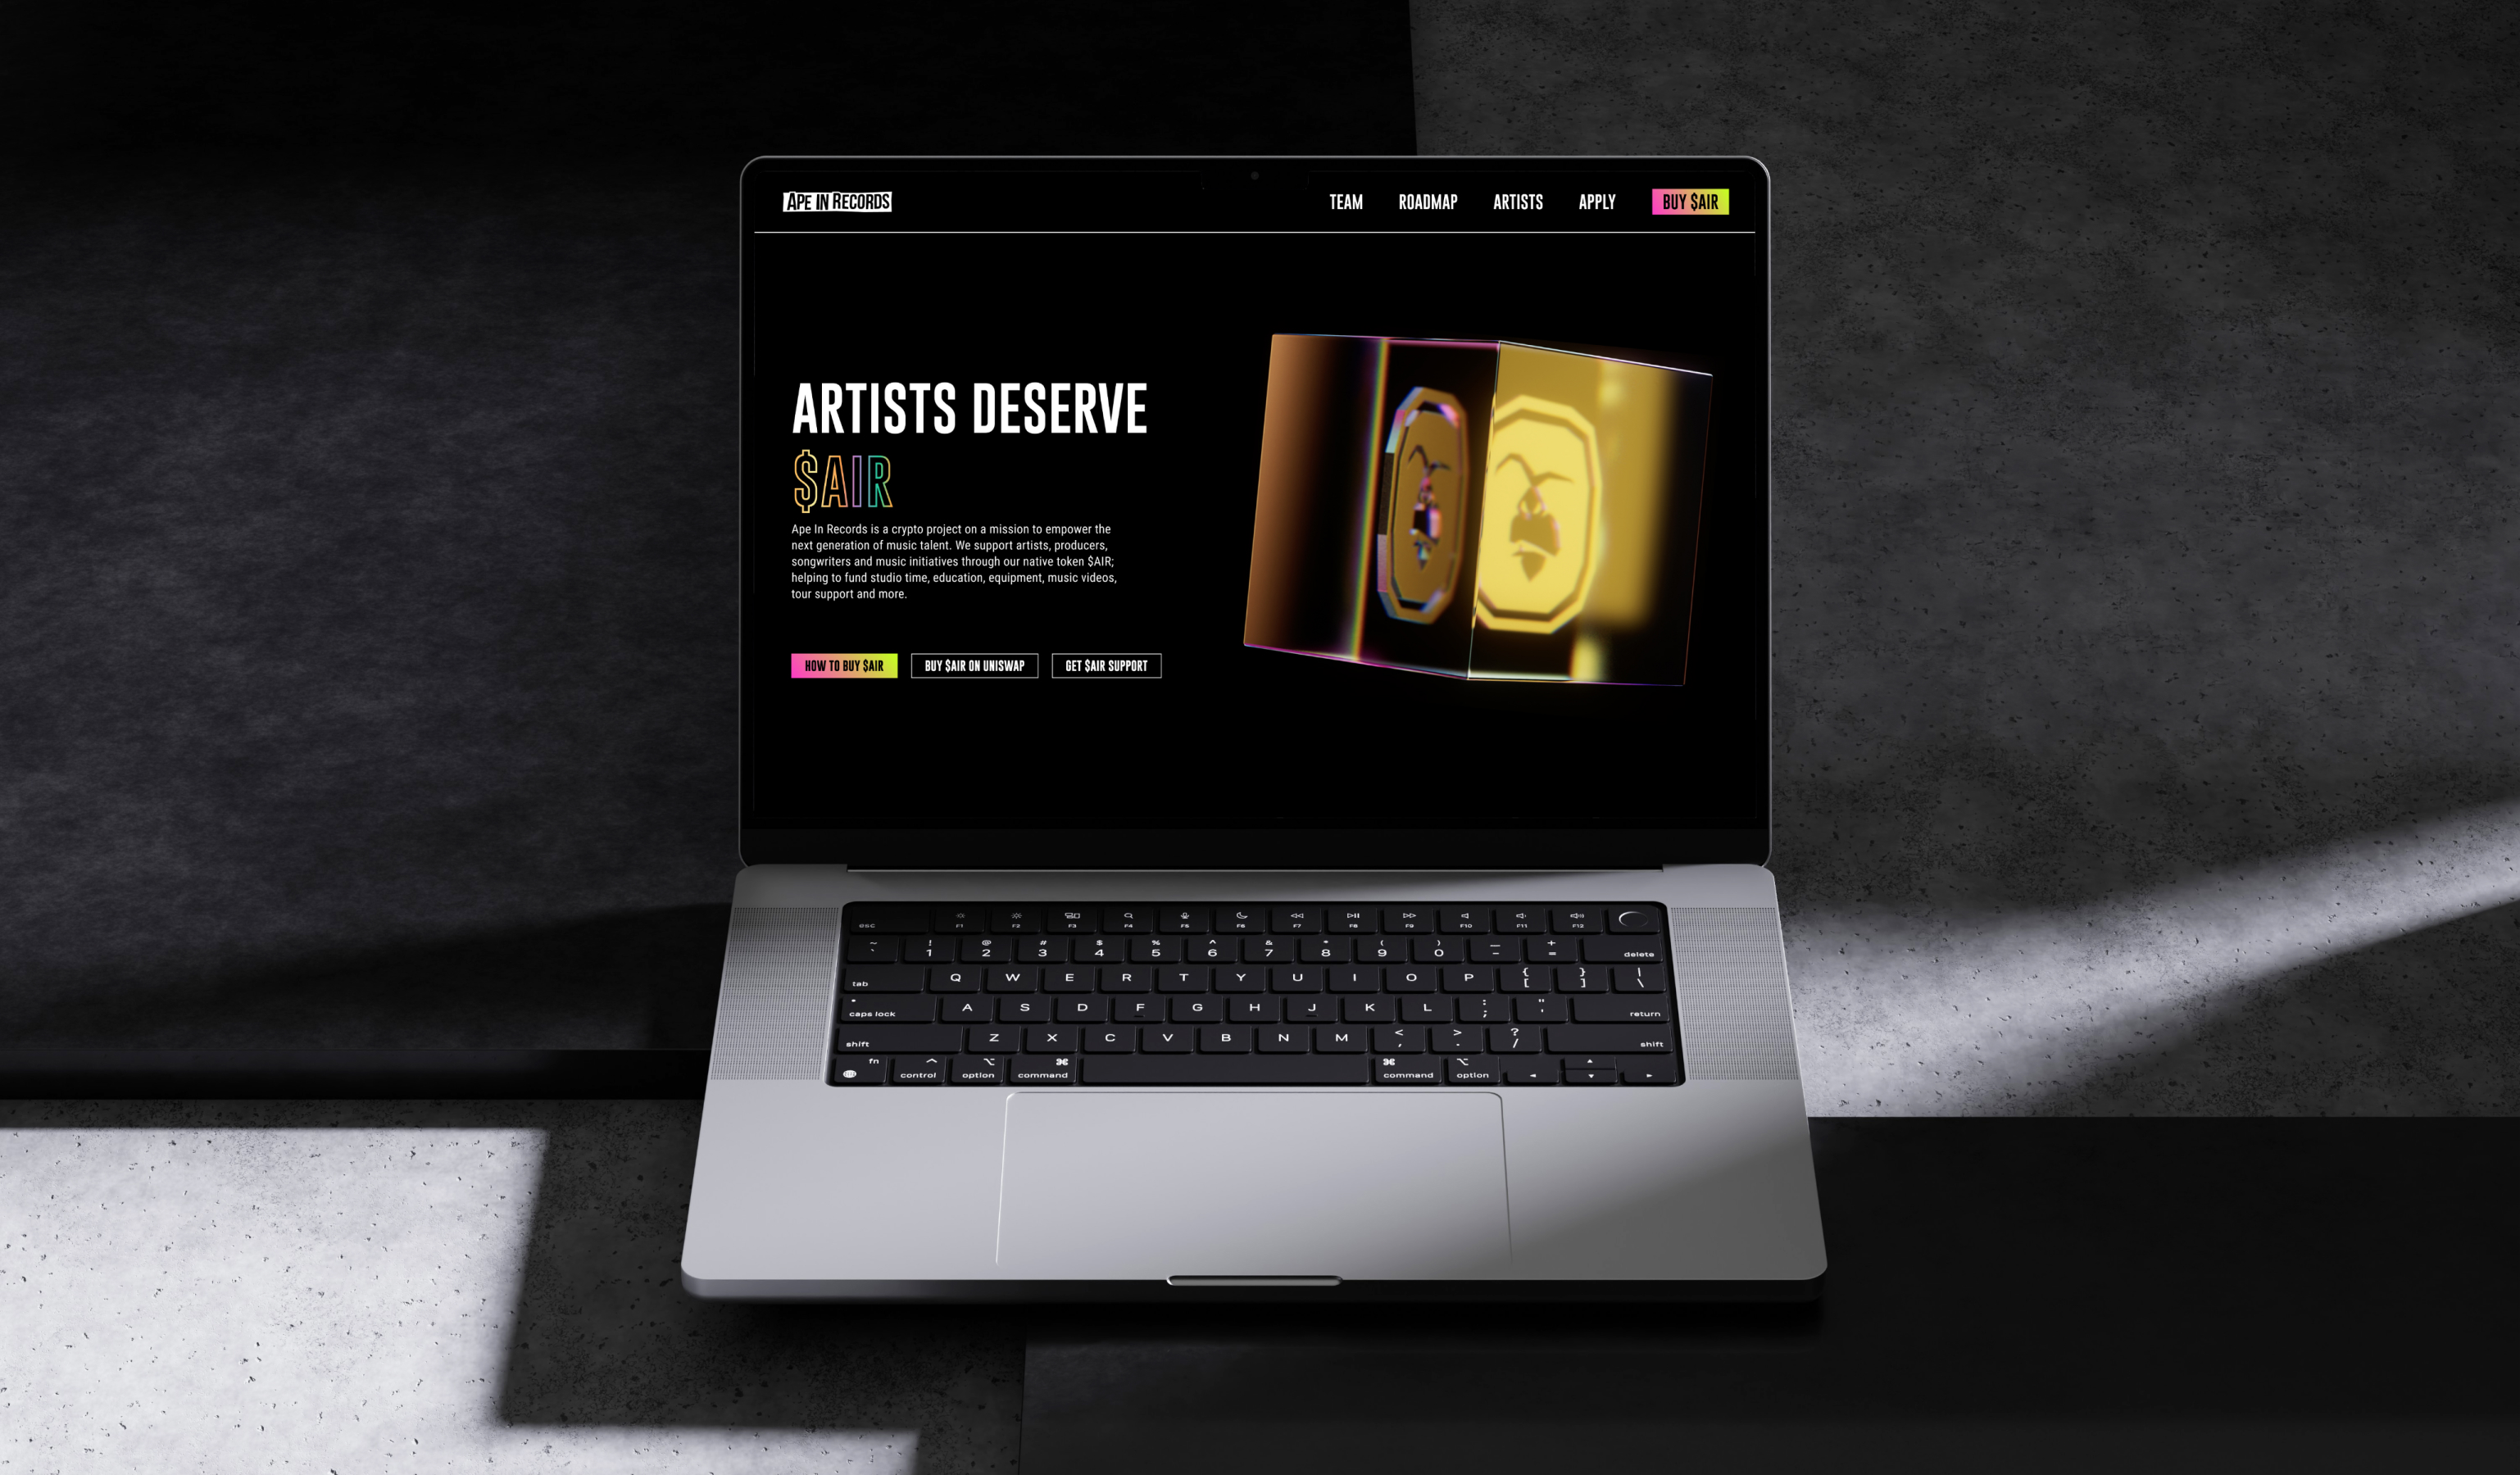 APE IN RECORDS
TEAM ROADMAP ARTISTS APPLY BUY $AIR
ARTISTS DESERVE
$AIR
Ape In Records is a crypto project on a mission to empower the
next generation of music talent. We support artists, producers,
songwriters and music initiatives through our native token $AIR;
helping to fund studio time, education, equipment, music videos,
tour support and more.
HOW TO BUY $AIR BUY $AIR ON UNISWAP GET $AIR SUPPORT
esc F1 F2 F3 F4 F5 F6 F7 F8 F9 F10 F11 F12
~ ! @ # $ % ^ & * ( ) — +
` 1 2 3 4 5 6 7 8 9 0 - = delete
tab Q W E R T Y U I O P { [ } ] | \
caps lock A S D F G H J K L : ; " ' return
shift Z X C V B N M < , > . ? / shift
fn control option command command option